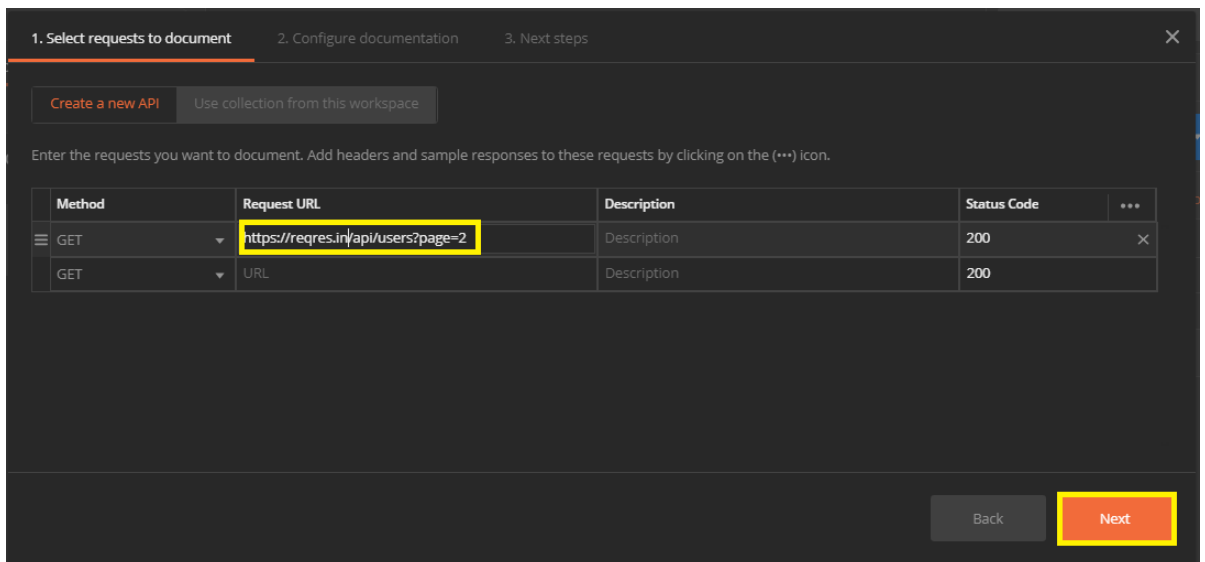 1. Select requests to document 2. Configure documentation 3. Next steps
Create a new API Use collection from this workspace
Enter the requests you want to document. Add headers and sample responses to these requests by clicking on the (•••) icon.
Method Request URL Description Status Code •••
GET https://reqres.in/api/users?page=2 Description 200
GET URL Description 200
Back Next